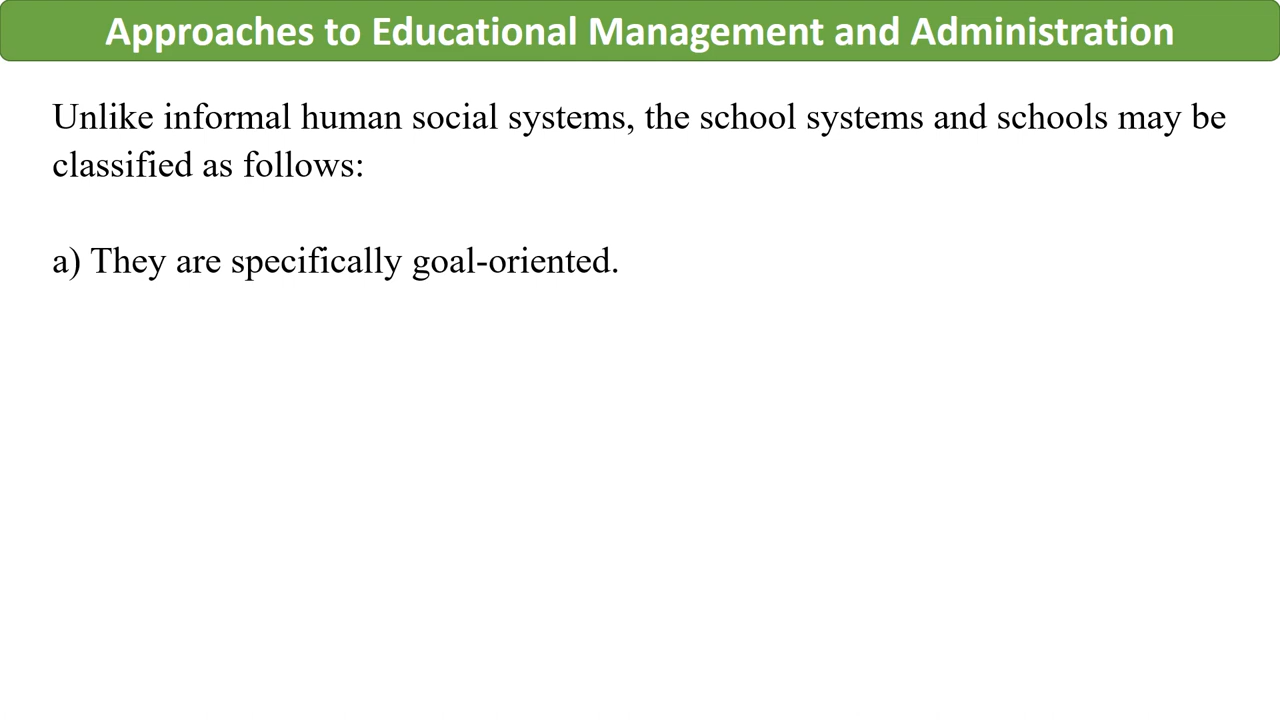 Approaches to Educational Management and Administration
Unlike informal human social systems, the school systems and schools may be
classified as follows:
a) They are specifically goal-oriented.